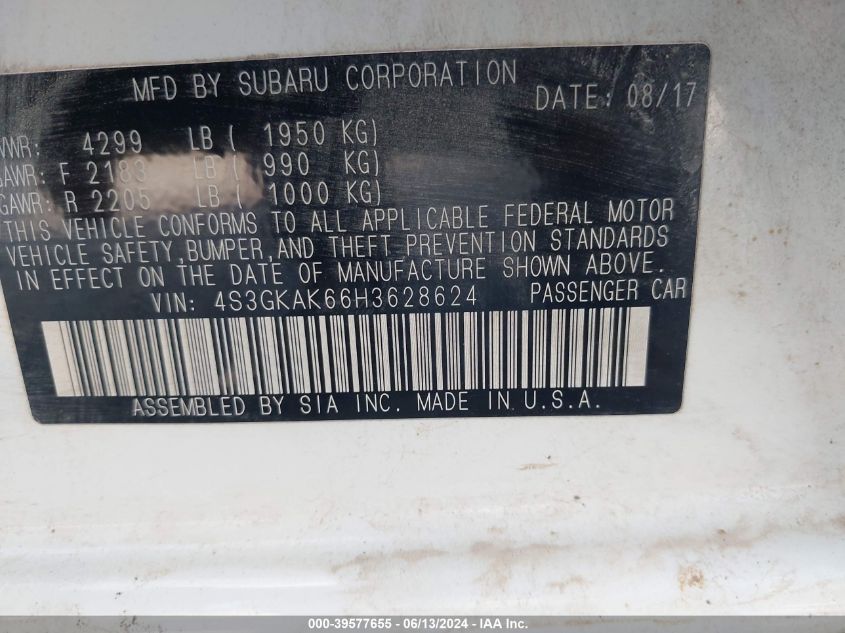 MFD BY SUBARU CORPORATION DATE: 08/17
VWR: 4299 LB ( 1950 KG)
GAWR: F 2183 LB ( 990 KG)
GAWR: R 2205 LB ( 1000 KG)
THIS VEHICLE CONFORMS TO ALL APPLICABLE FEDERAL MOTOR
VEHICLE SAFETY,BUMPER,AND THEFT PREVENTION STANDARDS
IN EFFECT ON THE DATE OF MANUFACTURE SHOWN ABOVE.
VIN: 4S3GKAK66H3628624 PASSENGER CAR
ASSEMBLED BY SIA INC. MADE IN U.S.A.
000-39577655 - 06/13/2024 - IAA Inc.